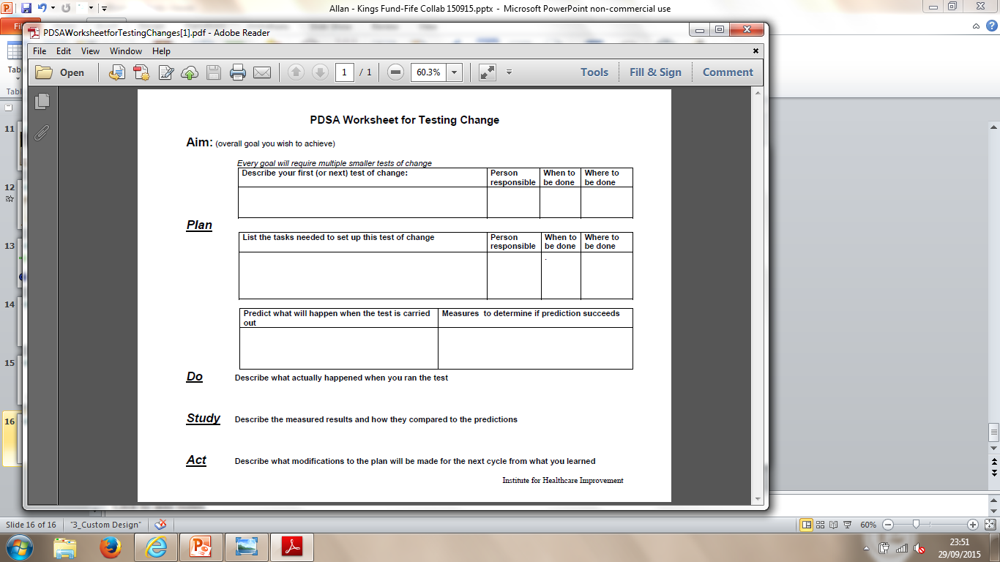 Allan - Kings Fund-Fife Collab 150915.pptx - Microsoft PowerPoint non-commercial use
PDSAWorksheetforTestingChanges[1].pdf - Adobe Reader
File Edit View Window Help
Open 1 / 1 60.3% Tools Fill & Sign Comment
PDSA Worksheet for Testing Change
Aim: (overall goal you wish to achieve)
Every goal will require multiple smaller tests of change
Describe your first (or next) test of change: Person When to Where to
responsible be done be done
Plan
List the tasks needed to set up this test of change Person When to Where to
responsible be done be done
.
Predict what will happen when the test is carried Measures to determine if prediction succeeds
out
Do Describe what actually happened when you ran the test
Study Describe the measured results and how they compared to the predictions
Act Describe what modifications to the plan will be made for the next cycle from what you learned
Institute for Healthcare Improvement
11
12
13
14
15
16
Slide 16 of 16 "3_Custom Design" 60%
23:51
29/09/2015